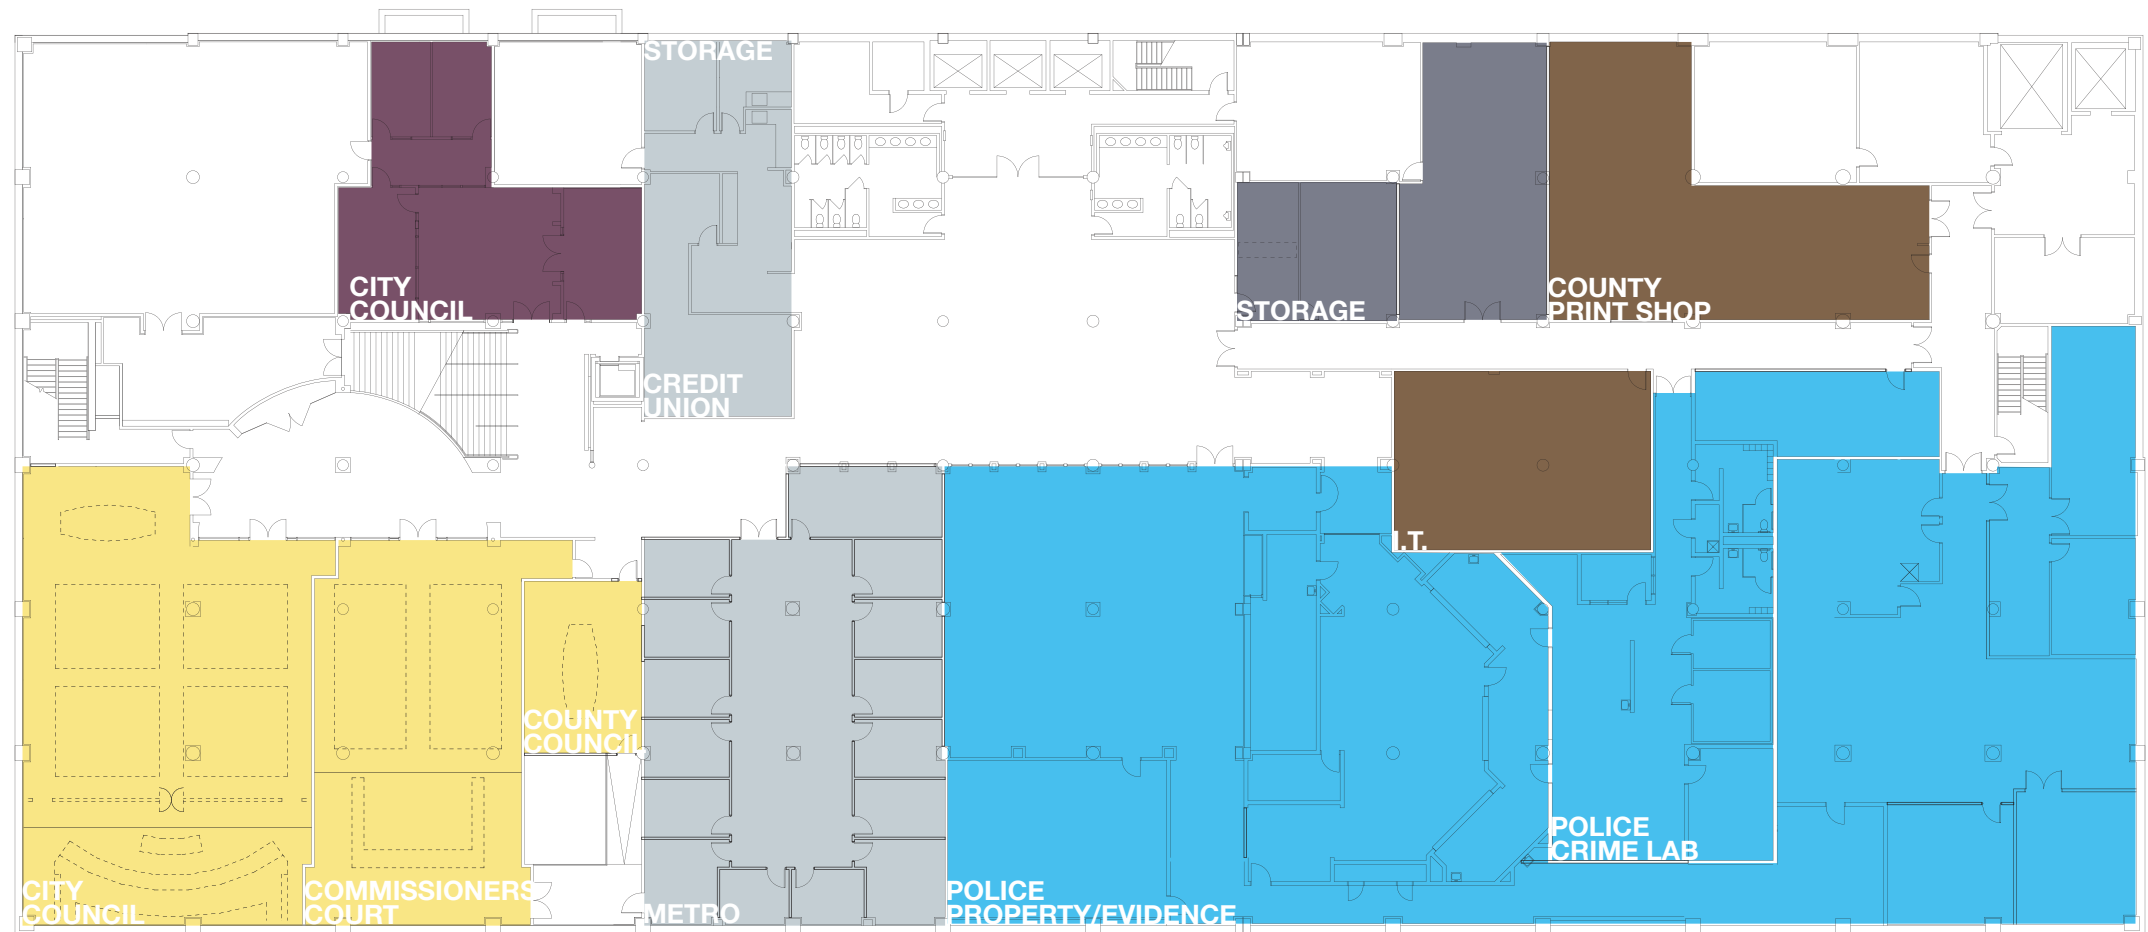 STORAGE
CITY
COUNCIL
STORAGE
COUNTY
PRINT SHOP
CREDIT
UNION
I.T.
COUNTY
COUNCIL
POLICE
CRIME LAB
CITY
COUNCIL
COMMISSIONERS
COURT
METRO
POLICE
PROPERTY/EVIDENCE